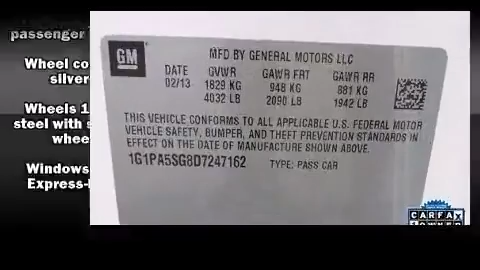 passenger
Wheel co
silver
Wheels 1
steel with s
whee
Windows
Express-
GM
MFD BY GENERAL MOTORS LLC
DATE GVWR GAWR FRT GAWR RR
02/13 1829 KG 948 KG 881 KG
4032 LB 2090 LB 1942 LB
THIS VEHICLE CONFORMS TO ALL APPLICABLE U.S. FEDERAL MOTOR
VEHICLE SAFETY, BUMPER, AND THEFT PREVENTION STANDARDS IN
EFFECT ON THE DATE OF MANUFACTURE SHOWN ABOVE.
1G1PA5SG8D7247162 TYPE: PASS CAR
CARFAX
1 OWNER